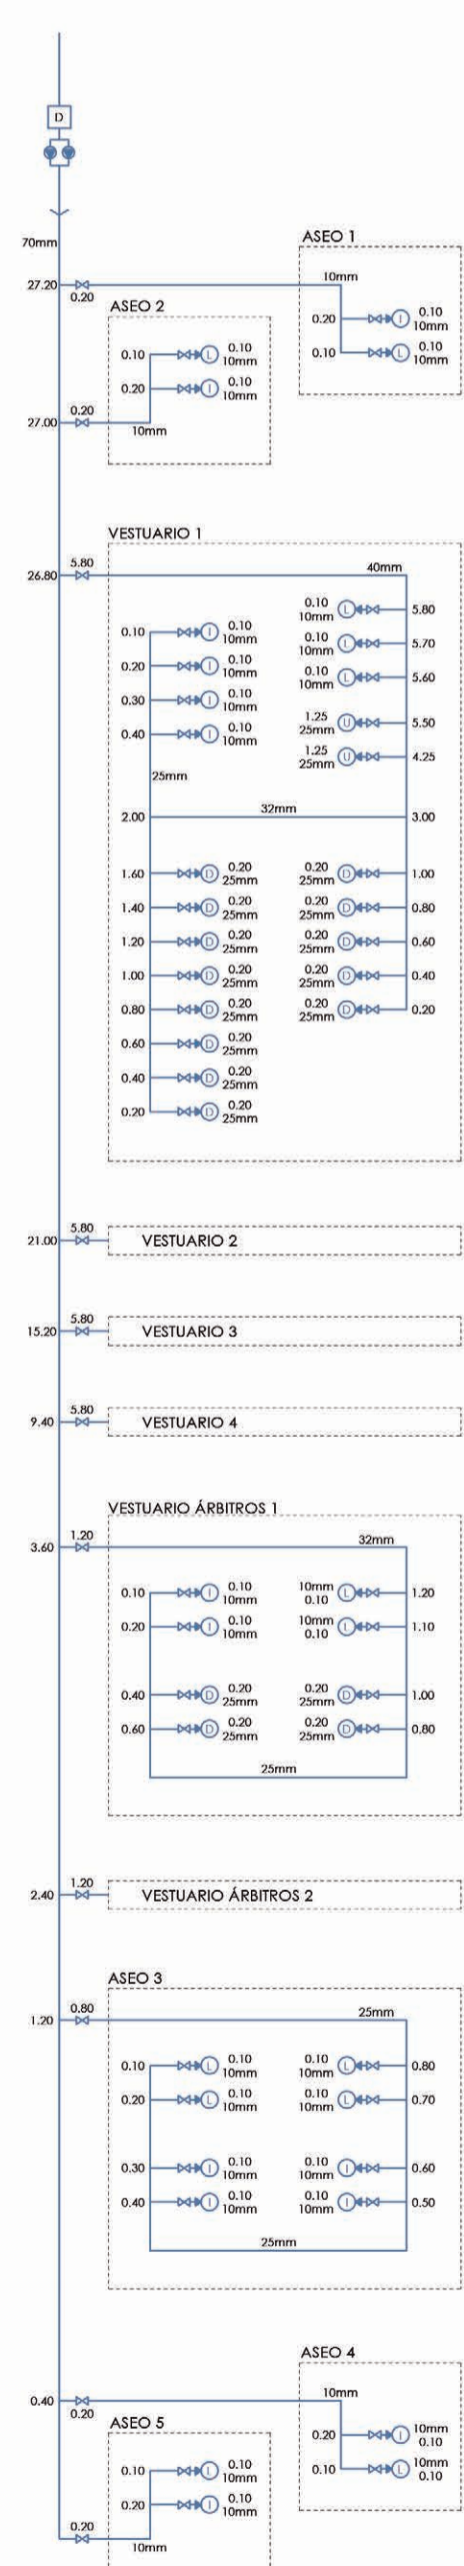 D
70mm
ASEO 1
27.20
0.20
10mm
0.20 I 0.10
10mm
0.10 L 0.10
10mm
ASEO 2
0.10 L 0.10
10mm
0.20 I 0.10
10mm
27.00
0.20
10mm
VESTUARIO 1
26.80
5.80
40mm
0.10
10mm L 5.80
0.10 I 0.10
10mm
0.10
10mm L 5.70
0.20 I 0.10
10mm
0.10
10mm L 5.60
0.30 I 0.10
10mm
1.25
25mm U 5.50
0.40 I 0.10
10mm
1.25
25mm U 4.25
25mm
2.00
32mm
3.00
1.60 D 0.20
25mm
0.20
25mm D 1.00
1.40 D 0.20
25mm
0.20
25mm D 0.80
1.20 D 0.20
25mm
0.20
25mm D 0.60
1.00 D 0.20
25mm
0.20
25mm D 0.40
0.80 D 0.20
25mm
0.20
25mm D 0.20
0.60 D 0.20
25mm
0.40 D 0.20
25mm
0.20 D 0.20
25mm
21.00
5.80
VESTUARIO 2
15.20
5.80
VESTUARIO 3
9.40
5.80
VESTUARIO 4
VESTUARIO ÁRBITROS 1
3.60
1.20
32mm
0.10 I 0.10
10mm
10mm
0.10 L 1.20
0.20 I 0.10
10mm
10mm
0.10 L 1.10
0.40 D 0.20
25mm
0.20
25mm D 1.00
0.60 D 0.20
25mm
0.20
25mm D 0.80
25mm
2.40
1.20
VESTUARIO ÁRBITROS 2
ASEO 3
1.20
0.80
25mm
0.10 L 0.10
10mm
0.10
10mm L 0.80
0.20 L 0.10
10mm
0.10
10mm L 0.70
0.30 I 0.10
10mm
0.10
10mm I 0.60
0.40 I 0.10
10mm
0.10
10mm I 0.50
25mm
ASEO 4
0.40
0.20
10mm
0.20 I 10mm
0.10
0.10 L 10mm
0.10
ASEO 5
0.10 L 0.10
10mm
0.20 I 0.10
10mm
0.20
10mm